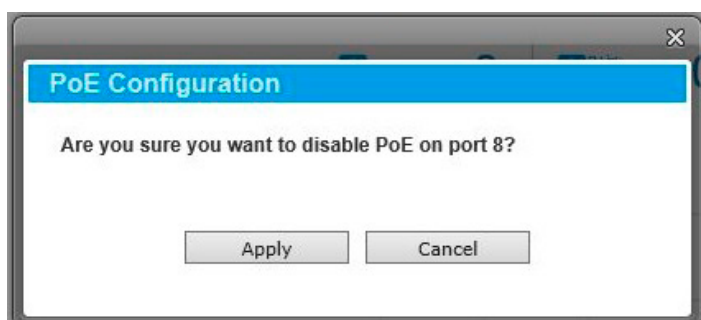 PoE Configuration
Are you sure you want to disable PoE on port 8?
Apply
Cancel